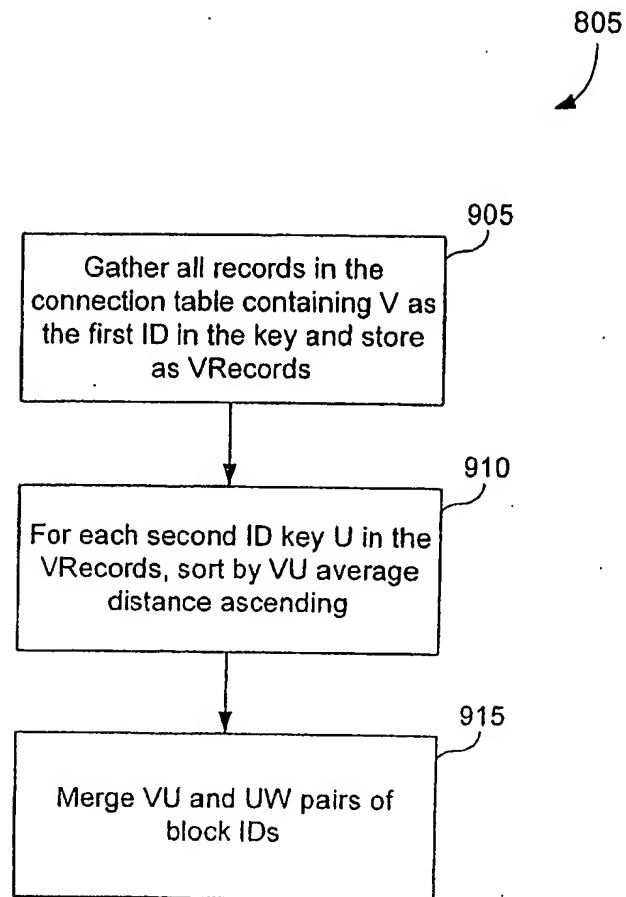 805
905
Gather all records in the
connection table containing V as
the first ID in the key and store
as VRecords
910
For each second ID key U in the
VRecords, sort by VU average
distance ascending
915
Merge VU and UW pairs of
block IDs